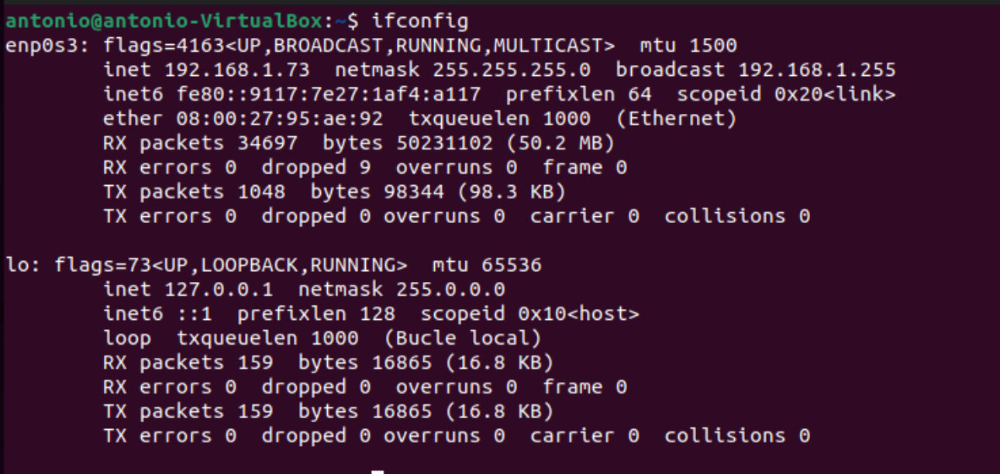 antonio@antonio-VirtualBox:~$ ifconfig
enp0s3: flags=4163<UP,BROADCAST,RUNNING,MULTICAST>  mtu 1500
        inet 192.168.1.73  netmask 255.255.255.0  broadcast 192.168.1.255
        inet6 fe80::9117:7e27:1af4:a117  prefixlen 64  scopeid 0x20<link>
        ether 08:00:27:95:ae:92  txqueuelen 1000  (Ethernet)
        RX packets 34697  bytes 50231102 (50.2 MB)
        RX errors 0  dropped 9  overruns 0  frame 0
        TX packets 1048  bytes 98344 (98.3 KB)
        TX errors 0  dropped 0 overruns 0  carrier 0  collisions 0

lo: flags=73<UP,LOOPBACK,RUNNING>  mtu 65536
        inet 127.0.0.1  netmask 255.0.0.0
        inet6 ::1  prefixlen 128  scopeid 0x10<host>
        loop  txqueuelen 1000  (Bucle local)
        RX packets 159  bytes 16865 (16.8 KB)
        RX errors 0  dropped 0  overruns 0  frame 0
        TX packets 159  bytes 16865 (16.8 KB)
        TX errors 0  dropped 0 overruns 0  carrier 0  collisions 0